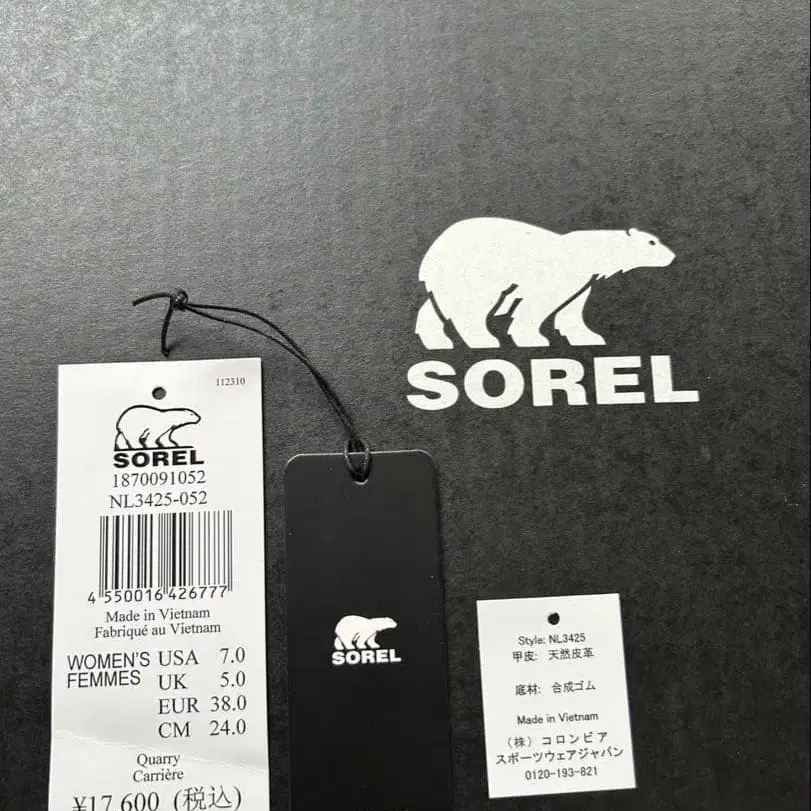 SOREL
112310
SOREL
1870091052
NL3425-052
4 550016 426777
Made in Vietnam
Fabriqué au Vietnam
WOMEN'S USA 7.0
FEMMES UK 5.0
EUR 38.0
CM 24.0
Quarry
Carrière
¥17,600 (税込)
SOREL
Style: NL3425
甲皮: 天然皮革
底材: 合成ゴム
Made in Vietnam
(株) コロンビア
スポーツウェアジャパン
0120-193-821